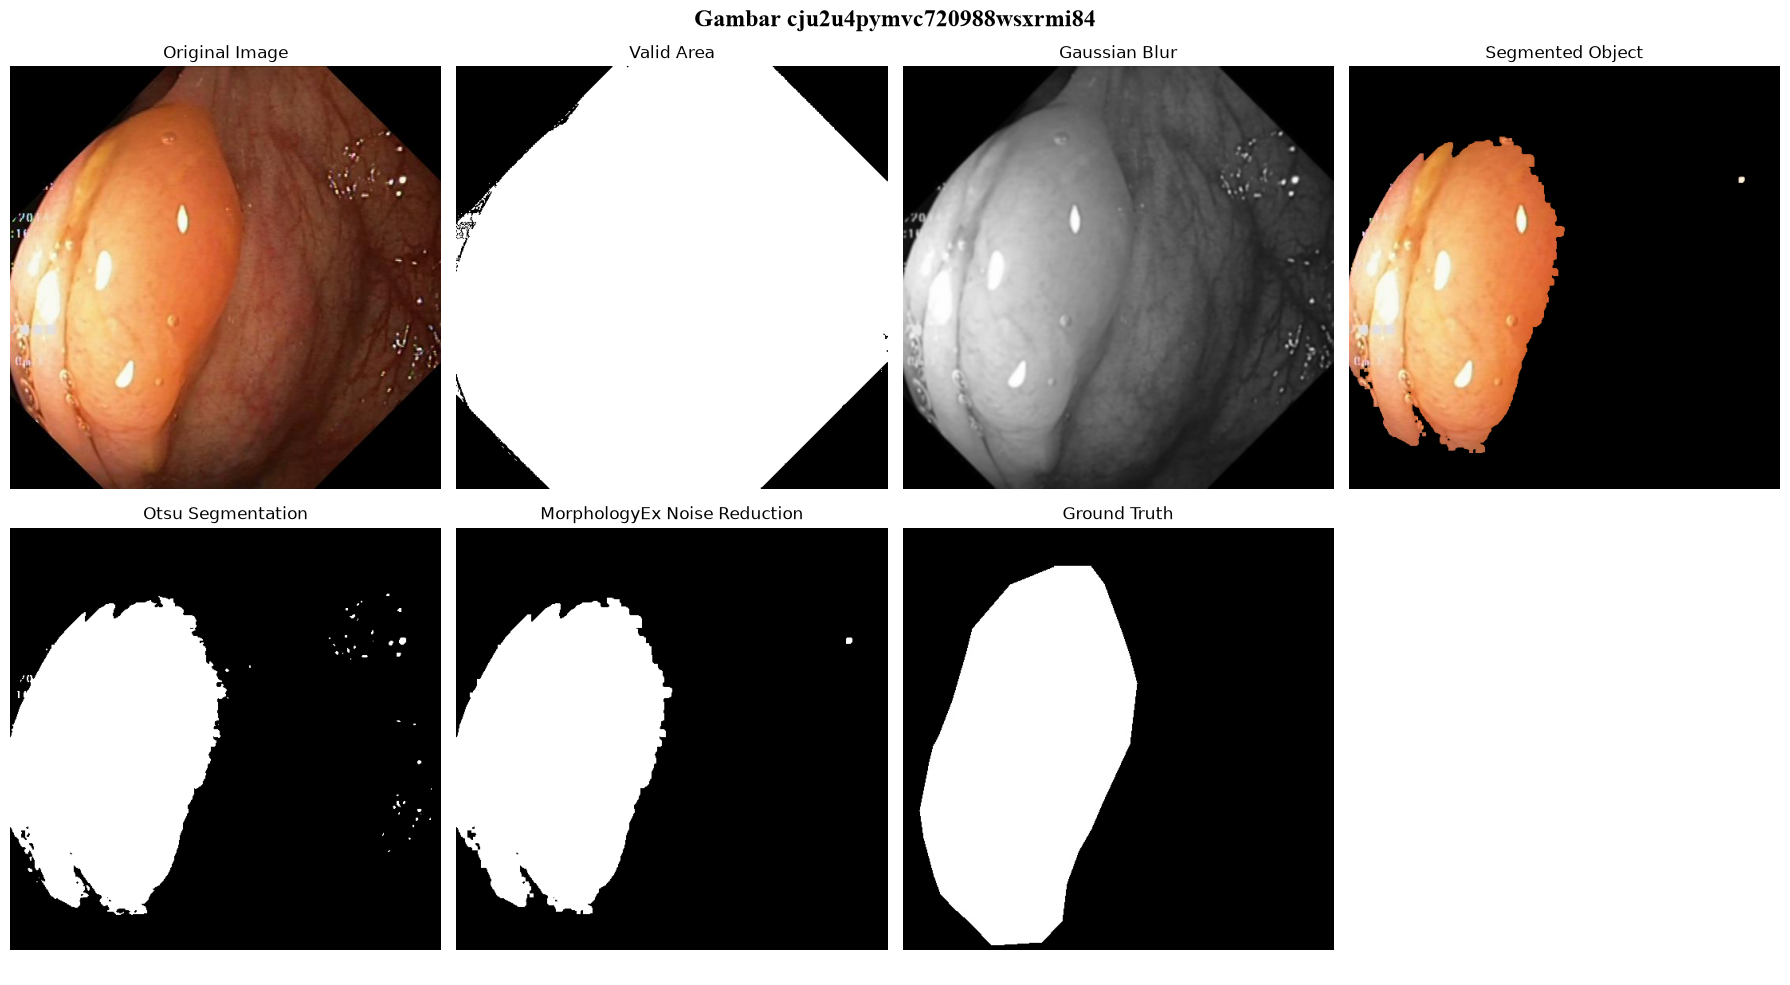 Gambar cju2u4pymvc720988wsxrmi84
Original Image
Valid Area
Gaussian Blur
Segmented Object
Otsu Segmentation
MorphologyEx Noise Reduction
Ground Truth